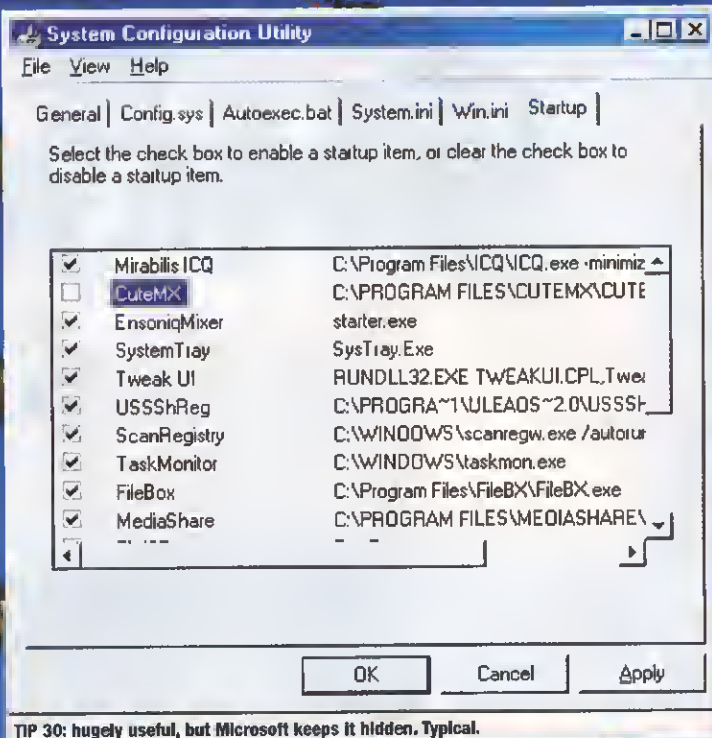 System Configuration Utility
File View Help
General Config.sys Autoexec.bat System.ini Win.ini Startup
Select the check box to enable a startup item, or clear the check box to
disable a startup item.
Mirabilis ICQ C:\Program Files\ICQ\ICQ.exe -minimiz
CuteMX C:\PROGRAM FILES\CUTEMX\CUTE
EnsoniqMixer starter.exe
SystemTray SysTray.Exe
Tweak UI RUNDLL32.EXE TWEAKUI.CPL,Twea
USSShReg C:\PROGRA~1\ULEADS~2.0\USSSH
ScanRegistry C:\WINDOWS\scanregw.exe /autorun
TaskMonitor C:\WINDOWS\taskmon.exe
FileBox C:\Program Files\FileBX\FileBX.exe
MediaShare C:\PROGRAM FILES\MEDIASHARE\
OK Cancel Apply
TIP 30: hugely useful, but Microsoft keeps it hidden. Typical.